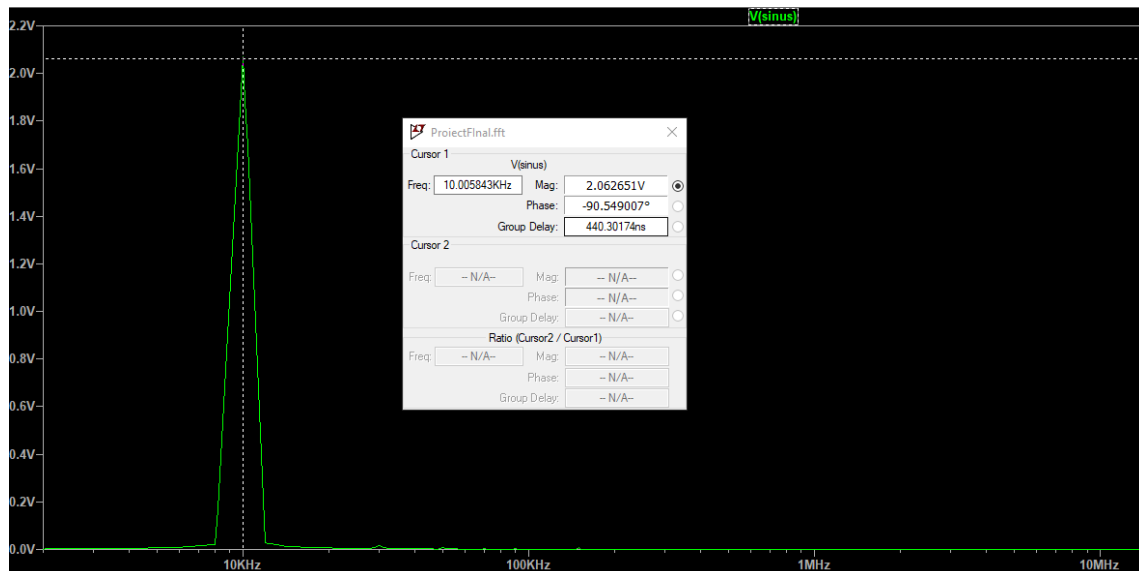 V(sinus)
2.2V
2.0V
1.8V
1.6V
1.4V
1.2V
1.0V
0.8V
0.6V
0.4V
0.2V
0.0V
10KHz 100KHz 1MHz 10MHz
ProiectFInal.fft
Cursor 1
V(sinus)
Freq: 10.005843KHz Mag: 2.062651V
Phase: -90.549007°
Group Delay: 440.30174ns
Cursor 2
Freq: -- N/A-- Mag: -- N/A--
Phase: -- N/A--
Group Delay: -- N/A--
Ratio (Cursor2 / Cursor1)
Freq: -- N/A-- Mag: -- N/A--
Phase: -- N/A--
Group Delay: -- N/A--